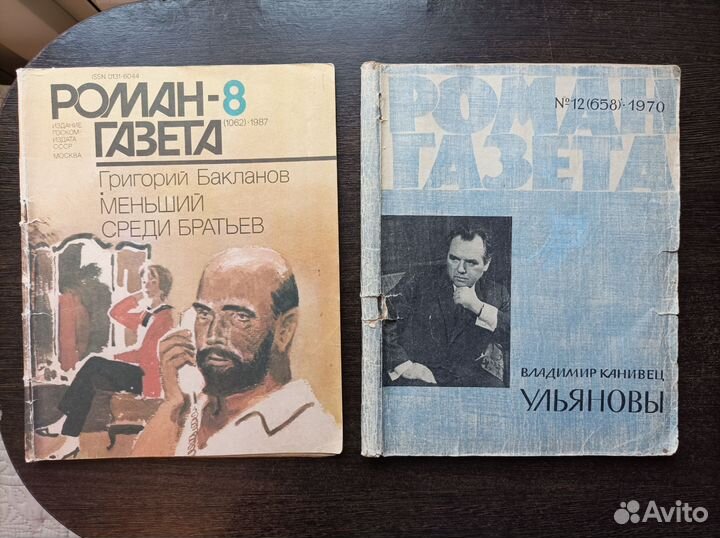 ISSN 0131-6044
РОМАН-8
ГАЗЕТА
(1062)·1987
ИЗДАНИЕ
ГОСКОМ-
ИЗДАТА
СССР
МОСКВА
Григорий Бакланов
Меньший
среди братьев
№12(658)·1970
РОМАН
ГАЗЕТА
ВЛАДИМИР КАНИВЕЦ
УЛЬЯНОВЫ
Avito